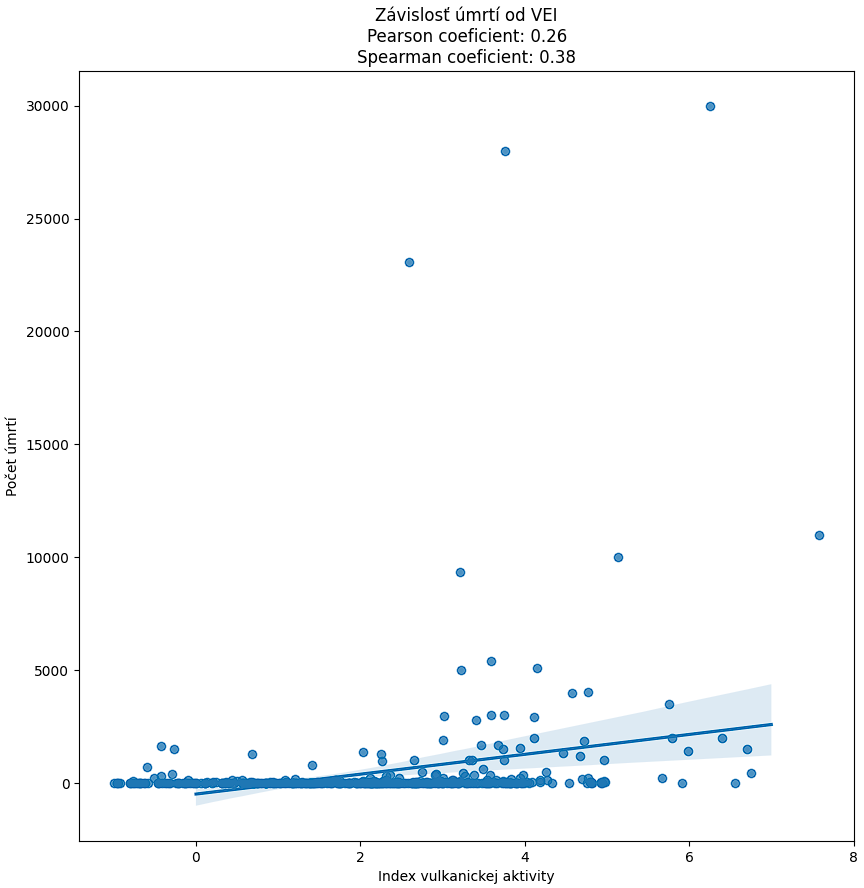 Závislosť úmrtí od VEI
Pearson coeficient: 0.26
Spearman coeficient: 0.38
30000
25000
20000
15000
10000
5000
0
Počet úmrtí
0 2 4 6 8
Index vulkanickej aktivity